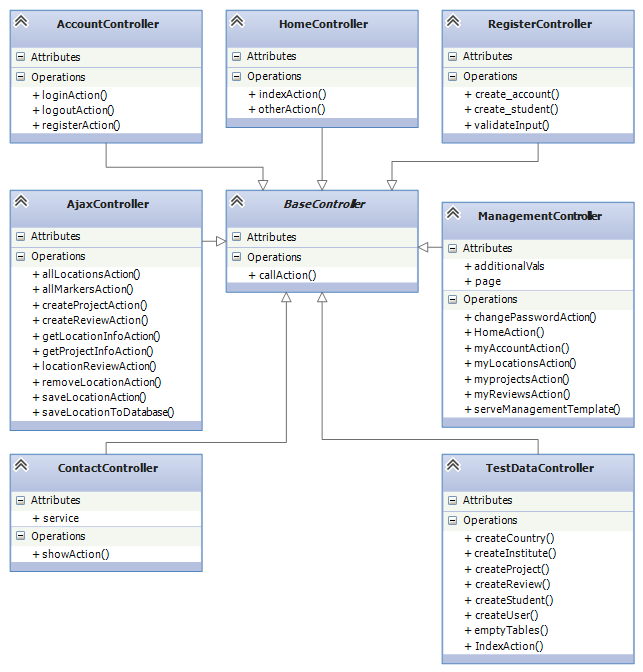 AccountController
Attributes
Operations
+ loginAction()
+ logoutAction()
+ registerAction()
HomeController
Attributes
Operations
+ indexAction()
+ otherAction()
RegisterController
Attributes
Operations
+ create_account()
+ create_student()
+ validateInput()
AjaxController
Attributes
Operations
+ allLocationsAction()
+ allMarkersAction()
+ createProjectAction()
+ createReviewAction()
+ getLocationInfoAction()
+ getProjectInfoAction()
+ locationReviewAction()
+ removeLocationAction()
+ saveLocationAction()
+ saveLocationToDatabase()
BaseController
Attributes
Operations
+ callAction()
ManagementController
Attributes
+ additionalVals
+ page
Operations
+ changePasswordAction()
+ HomeAction()
+ myAccountAction()
+ myLocationsAction()
+ myprojectsAction()
+ myReviewsAction()
+ serveManagementTemplate()
ContactController
Attributes
+ service
Operations
+ showAction()
TestDataController
Attributes
Operations
+ createCountry()
+ createInstitute()
+ createProject()
+ createReview()
+ createStudent()
+ createUser()
+ emptyTables()
+ IndexAction()